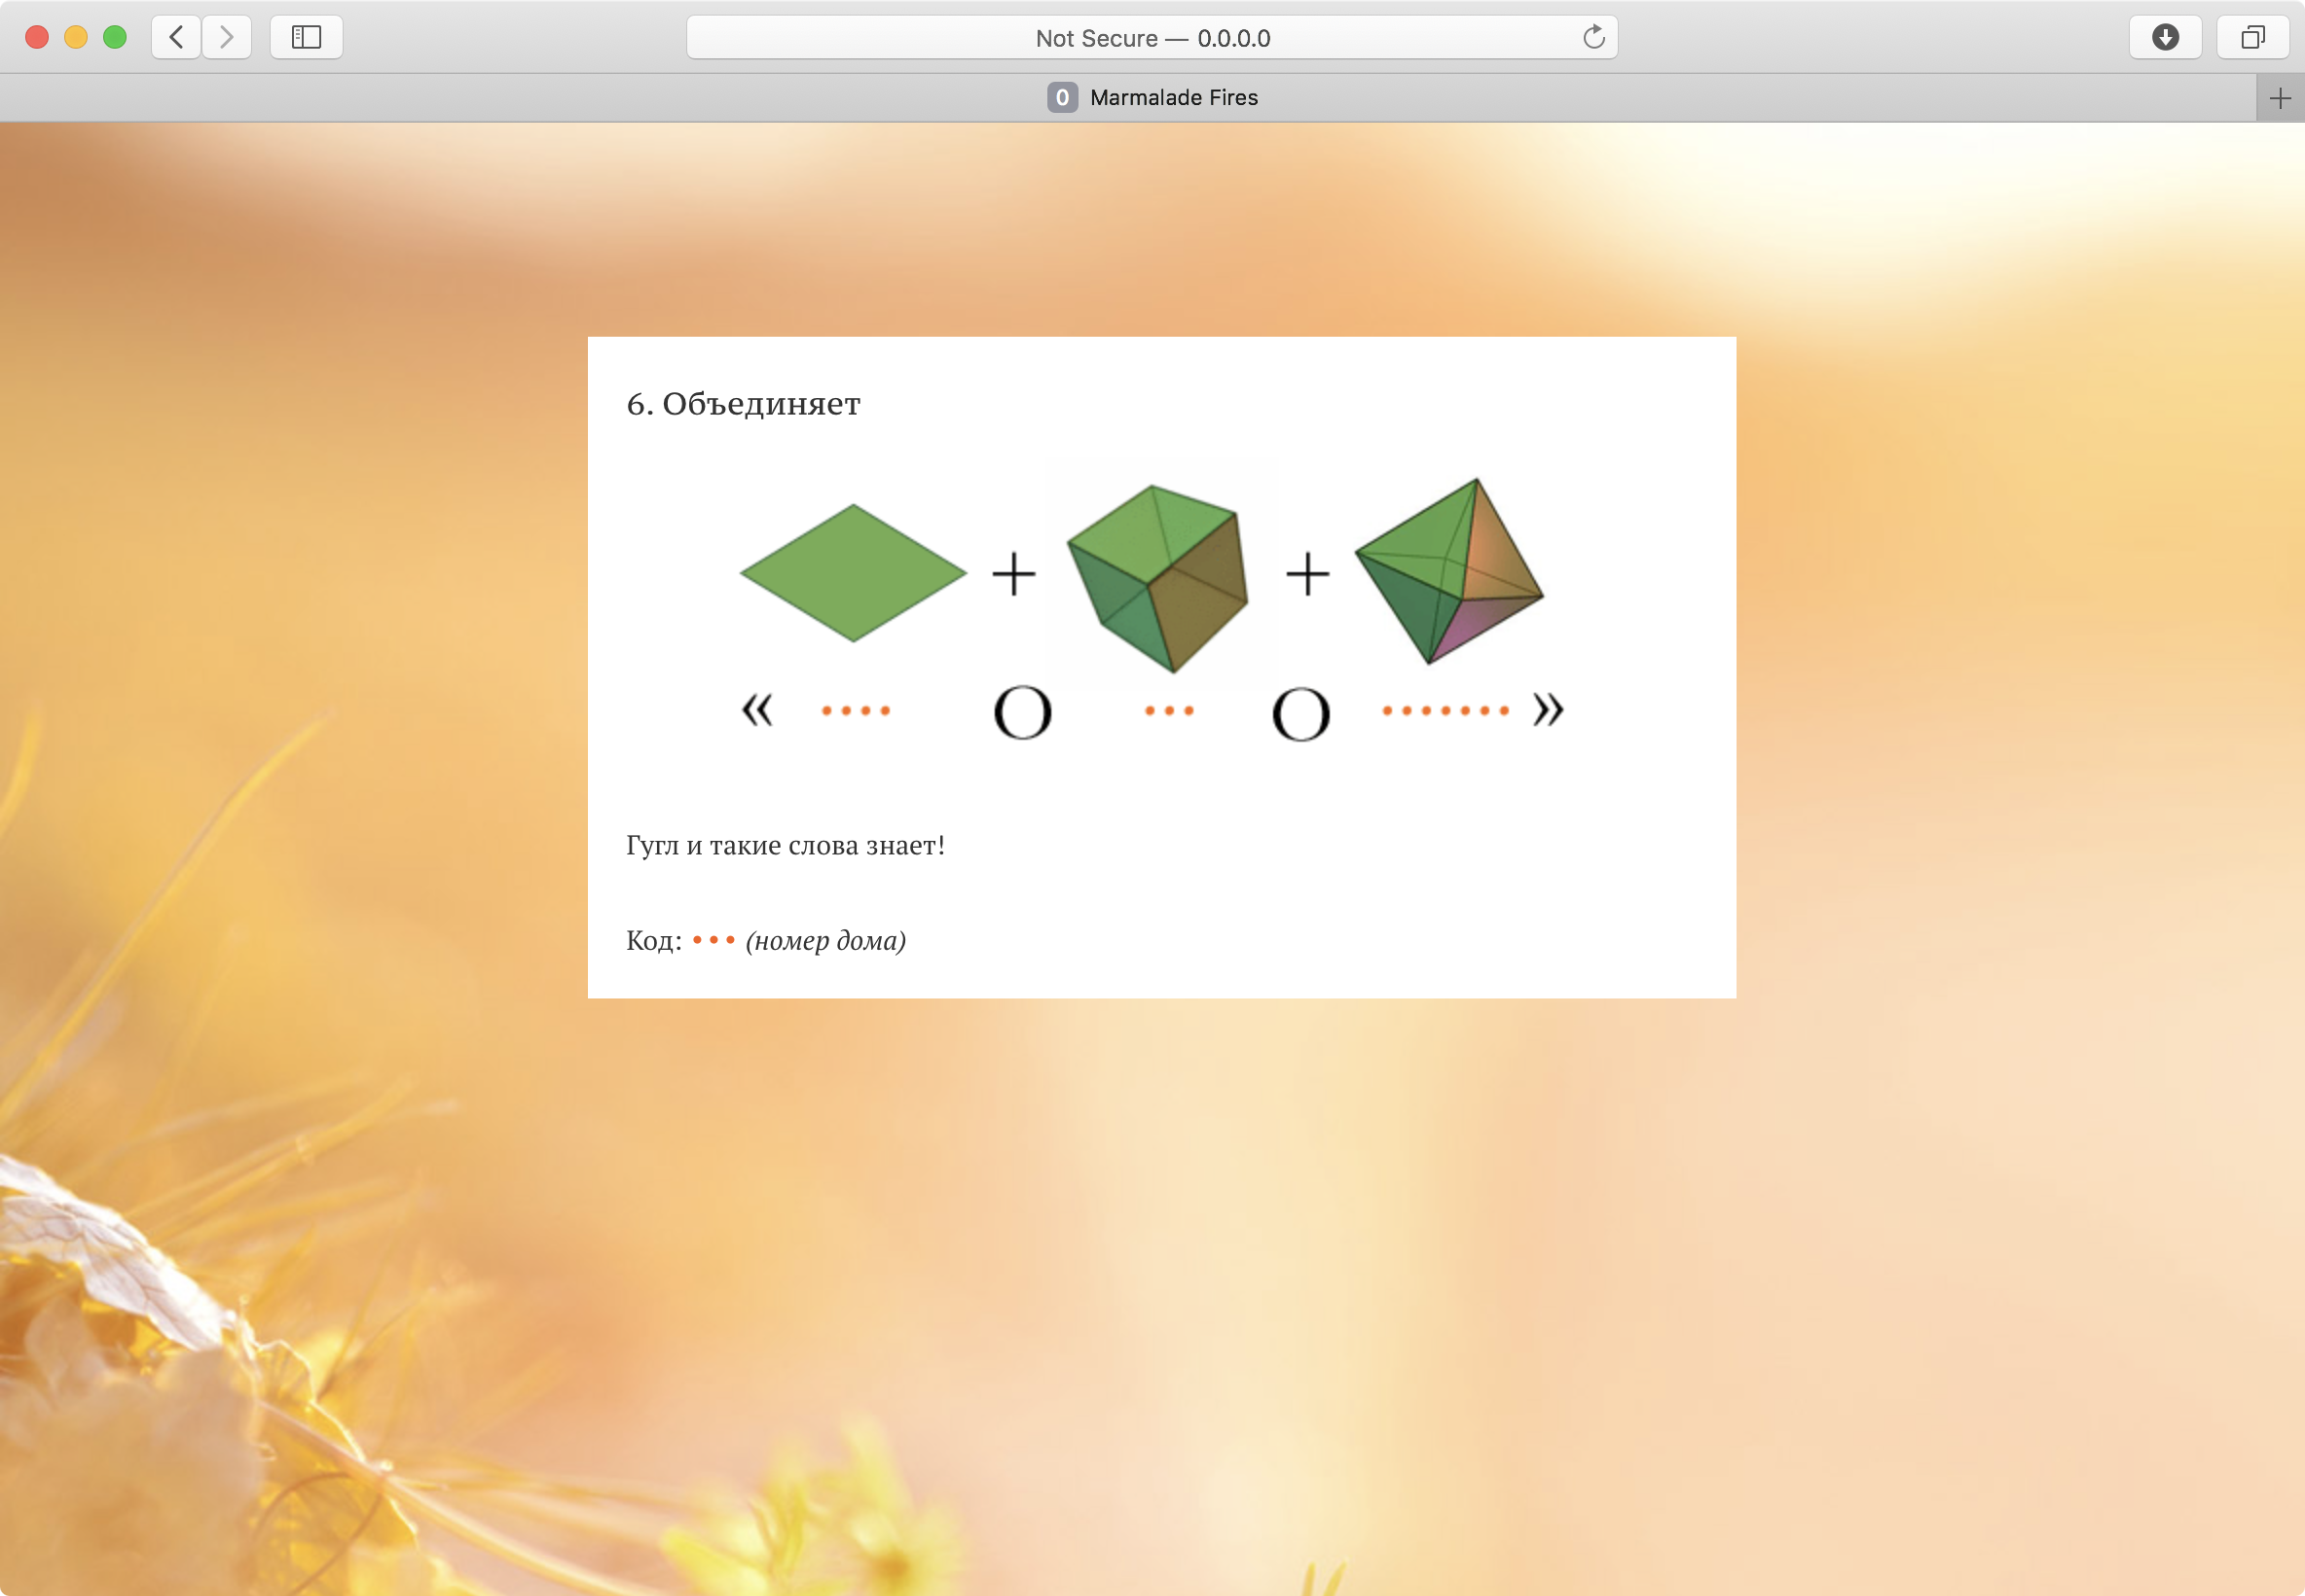 Not Secure — 0.0.0.0
0 Marmalade Fires
6. Объединяет
+ +
« •••• О ••• О ••••••• »
Гугл и такие слова знает!
Код: ••• (номер дома)